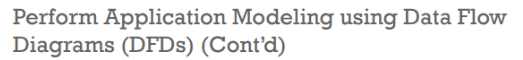 Perform Application Modeling using Data Flow
Diagrams (DFDs) (Cont’d)